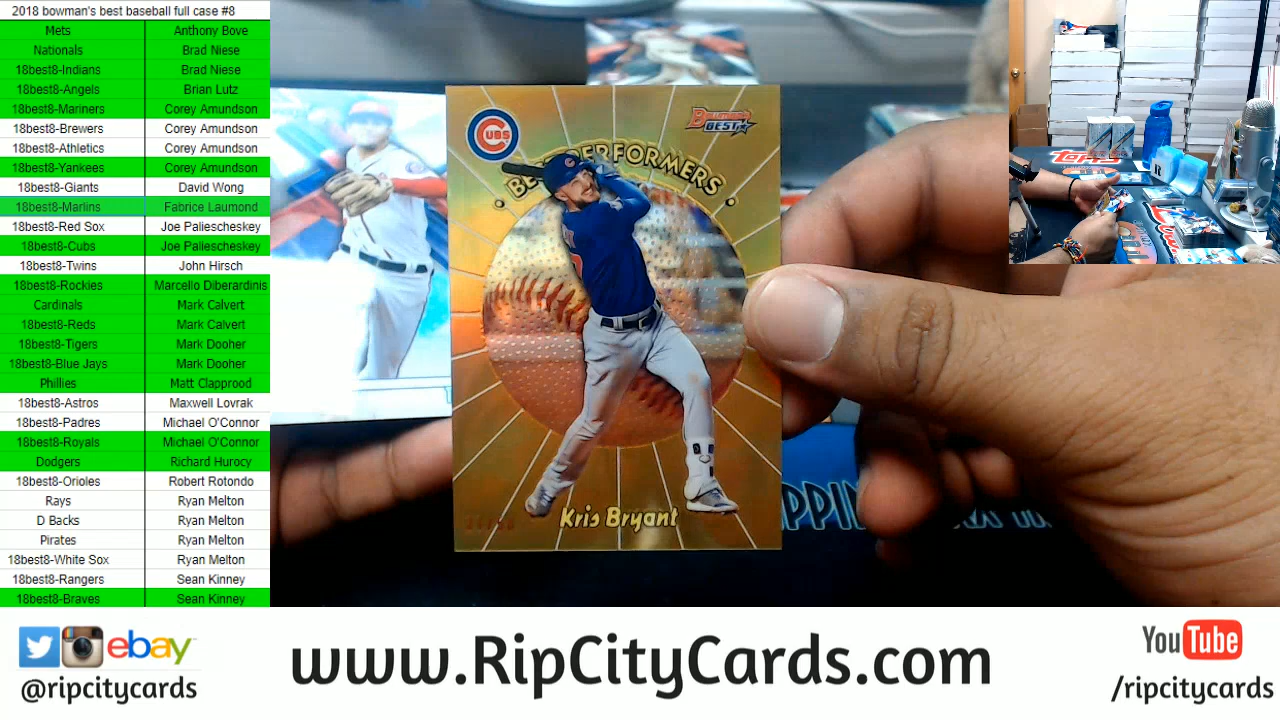 2018 bowman's best baseball full case #8
Mets Anthony Bove
Nationals Brad Niese
18best8-Indians Brad Niese
18best8-Angels Brian Lutz
18best8-Mariners Corey Amundson
18best8-Brewers Corey Amundson
18best8-Athletics Corey Amundson
18best8-Yankees Corey Amundson
18best8-Giants David Wong
18best8-Marlins Fabrice Laumond
18best8-Red Sox Joe Paliescheskey
18best8-Cubs Joe Paliescheskey
18best8-Twins John Hirsch
18best8-Rockies Marcello Diberardinis
Cardinals Mark Calvert
18best8-Reds Mark Calvert
18best8-Tigers Mark Dooher
18best8-Blue Jays Mark Dooher
Phillies Matt Clapprood
18best8-Astros Maxwell Lovrak
18best8-Padres Michael O'Connor
18best8-Royals Michael O'Connor
Dodgers Richard Hurocy
18best8-Orioles Robert Rotondo
Rays Ryan Melton
D Backs Ryan Melton
Pirates Ryan Melton
18best8-White Sox Ryan Melton
18best8-Rangers Sean Kinney
18best8-Braves Sean Kinney
CUBS
BOWMAN'S
BEST
PERFORMERS
Kris Bryant
topps
ebay
@ripcitycards
www.RipCityCards.com
YouTube
/ripcitycards